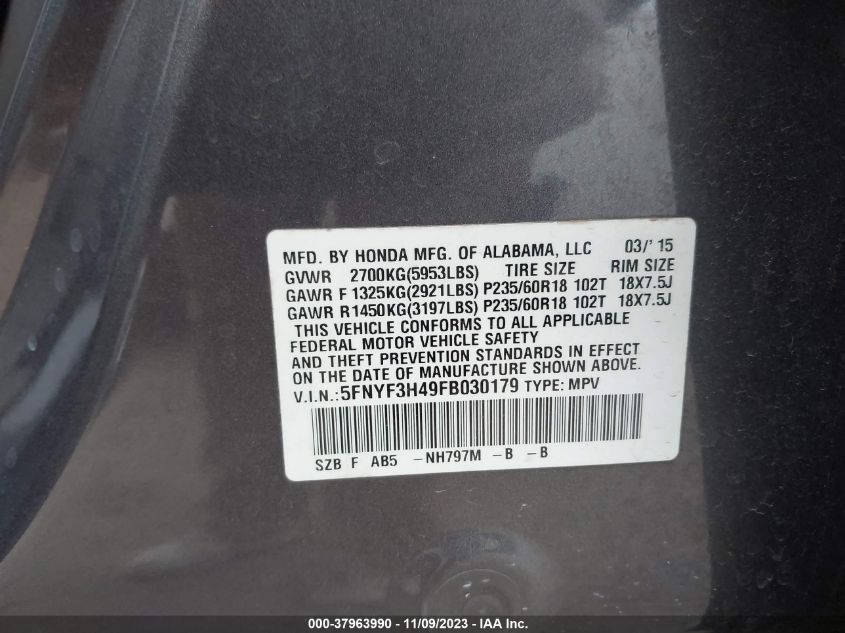 MFD. BY HONDA MFG. OF ALABAMA, LLC 03/'15
GVWR 2700KG(5953LBS) TIRE SIZE RIM SIZE
GAWR F 1325KG(2921LBS) P235/60R18 102T 18X7.5J
GAWR R1450KG(3197LBS) P235/60R18 102T 18X7.5J
THIS VEHICLE CONFORMS TO ALL APPLICABLE
FEDERAL MOTOR VEHICLE SAFETY
AND THEFT PREVENTION STANDARDS IN EFFECT
ON THE DATE OF MANUFACTURE SHOWN ABOVE.
V.I.N.:5FNYF3H49FB030179 TYPE: MPV
SZB F AB5 -NH797M -B -B
000-37963990 - 11/09/2023 - IAA